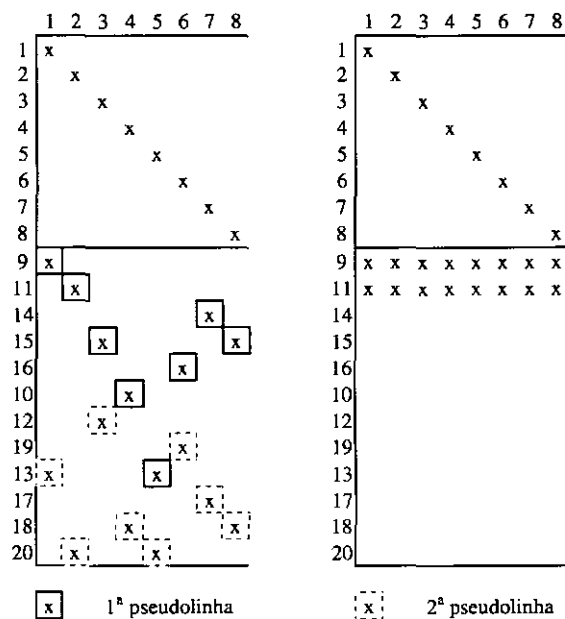 1 2 3 4 5 6 7 8 1 2 3 4 5 6 7 8
1 x 1 x
2 x 2 x
3 x 3 x
4 x 4 x
5 x 5 x
6 x 6 x
7 x 7 x
8 x 8 x
9 x 9 x x x x x x x x
11 x 11 x x x x x x x x
14 x 14
15 x x 15
16 x 16
10 x 10
12 x 12
19 x 19
13 x x 13
17 x 17
18 x x 18
20 x x 20
x 1ª pseudolinha x 2ª pseudolinha